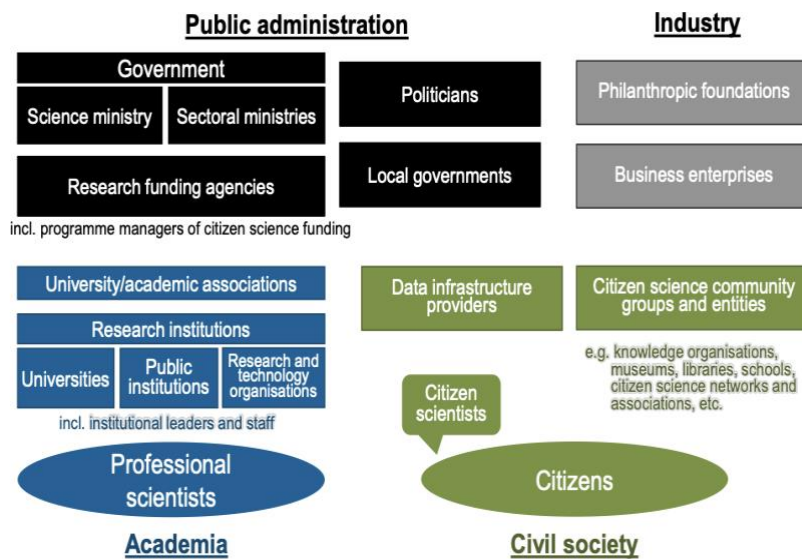 Public administration
Industry
Government
Science ministry
Sectoral ministries
Politicians
Philanthropic foundations
Research funding agencies
Local governments
Business enterprises
incl. programme managers of citizen science funding
University/academic associations
Research institutions
Universities
Public
institutions
Research and
technology
organisations
incl. institutional leaders and staff
Professional
scientists
Academia
Data infrastructure
providers
Citizen science community
groups and entities
e.g. knowledge organisations,
museums, libraries, schools,
citizen science networks and
associations, etc.
Citizen
scientists
Citizens
Civil society